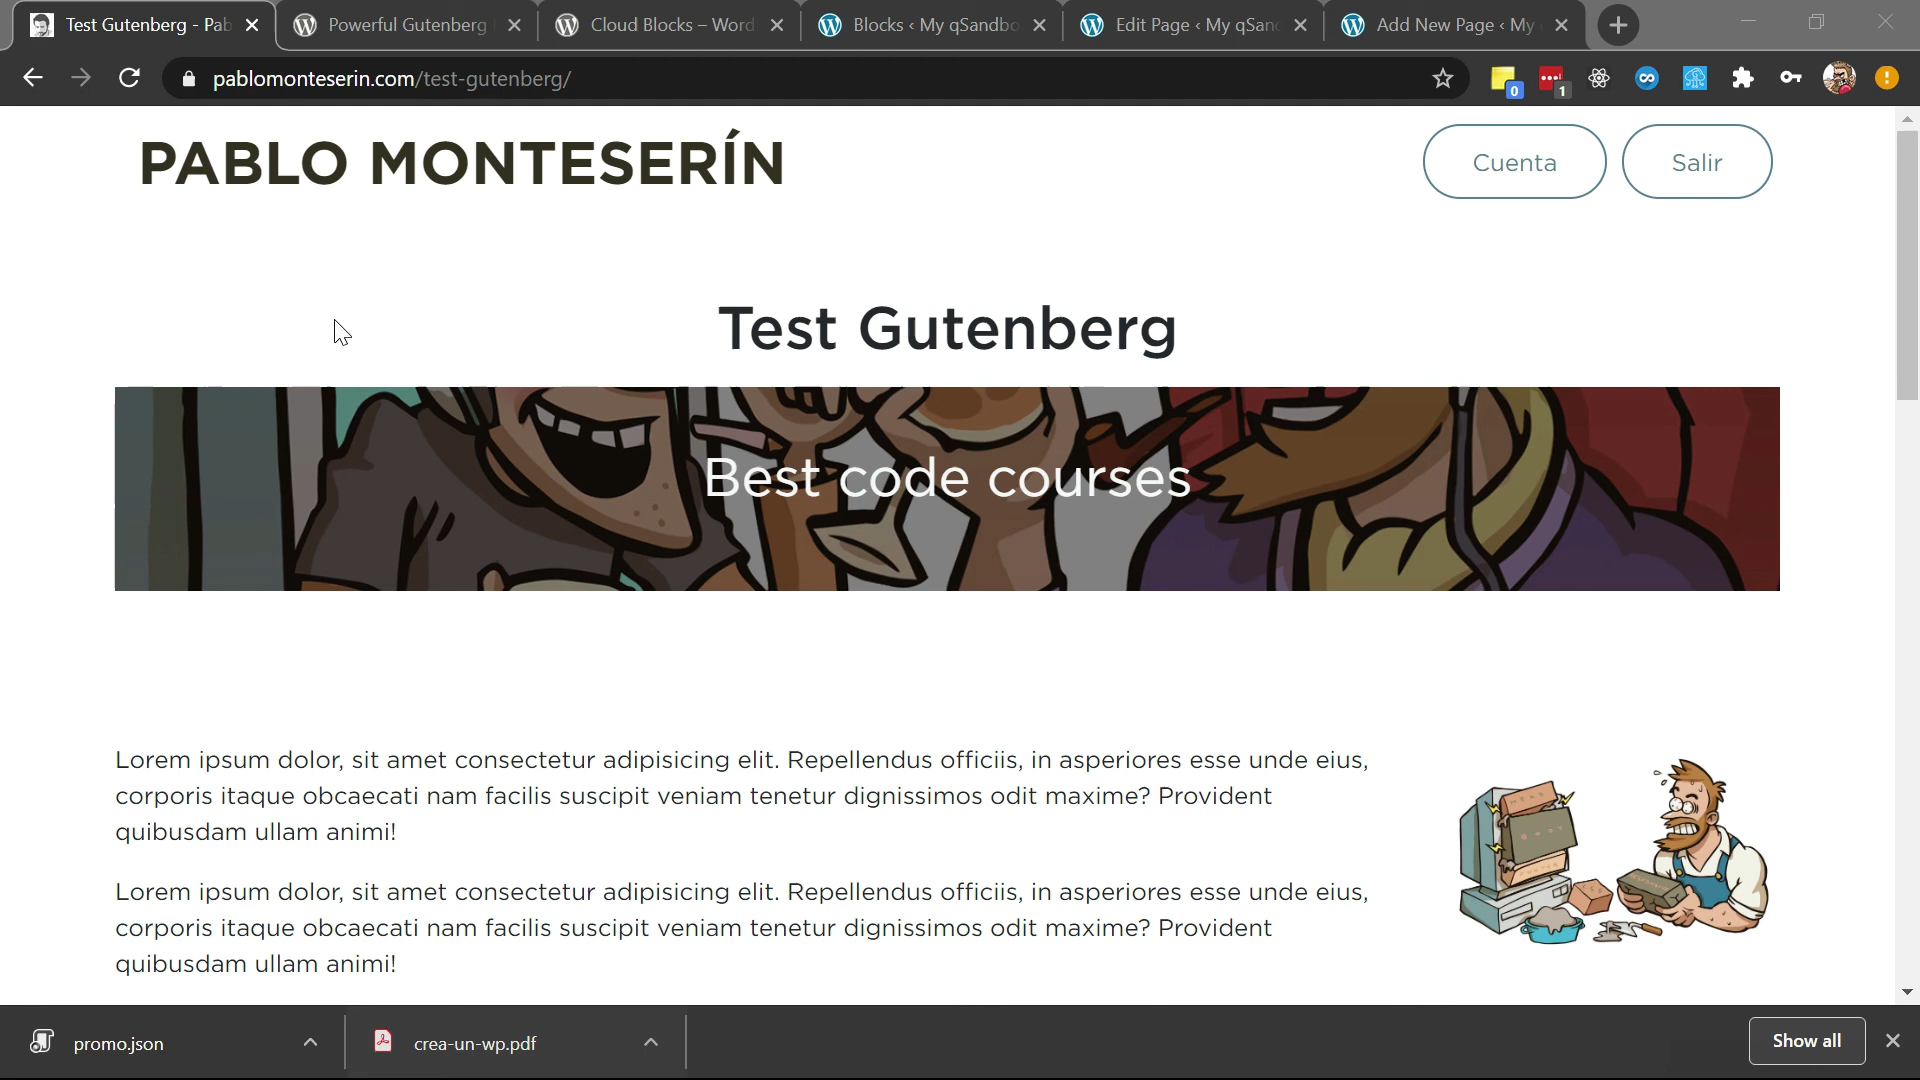 Test Gutenberg - Pab
Powerful Gutenberg
Cloud Blocks – Word
Blocks ‹ My qSandbo
Edit Page ‹ My qSan
Add New Page ‹ My
pablomonteserin.com/test-gutenberg/
0
1
PABLO MONTESERÍN
Cuenta
Salir
Test Gutenberg
Best code courses
Lorem ipsum dolor, sit amet consectetur adipisicing elit. Repellendus officiis, in asperiores esse unde eius,
corporis itaque obcaecati nam facilis suscipit veniam tenetur dignissimos odit maxime? Provident
quibusdam ullam animi!
Lorem ipsum dolor, sit amet consectetur adipisicing elit. Repellendus officiis, in asperiores esse unde eius,
corporis itaque obcaecati nam facilis suscipit veniam tenetur dignissimos odit maxime? Provident
quibusdam ullam animi!
promo.json
crea-un-wp.pdf
Show all